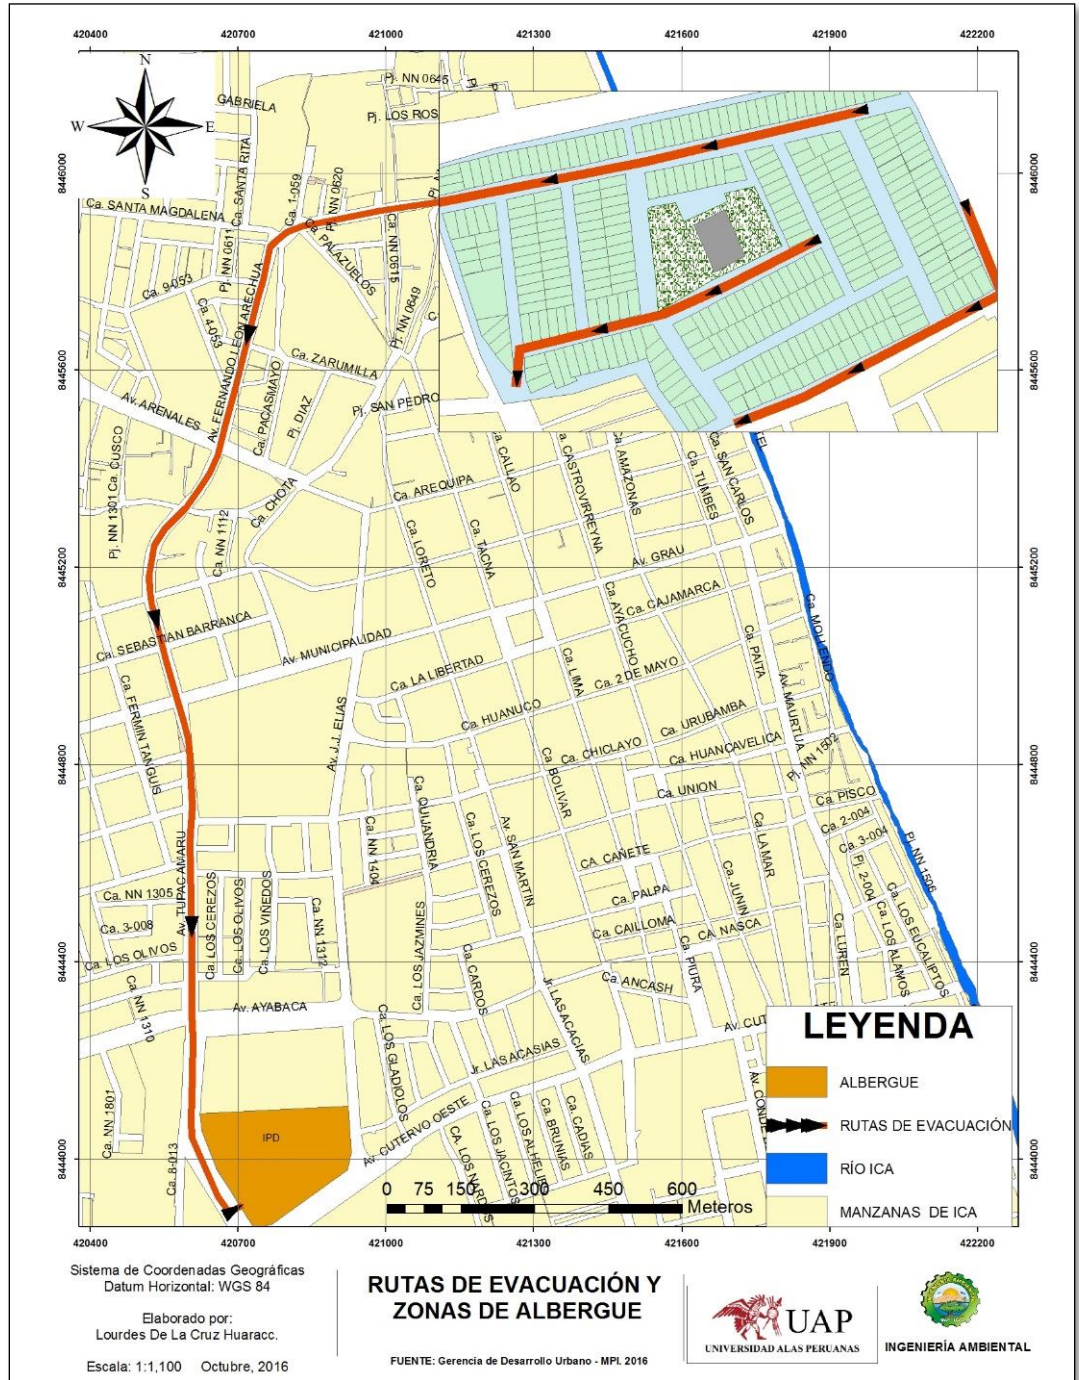 420400 420700 421000 421300 421600 421900 422200
N
W E
S
8446000
8445600
8445200
8444800
8444400
8444000
GABRIELA
Pj. NN 0645
Pj. LOS ROS
Ca. SANTA RITA
Ca. 1-059
Pj. NN 0620
Ca. SANTA MAGDALENA
Pj. NN 0611
Ca. PALAZUELOS
Ca. NN 0615
Ca. 9-053
Ca. 4-053
Pj. NN 0649
Av. FERNANDO LEON ARECHUA
Ca. ZARUMILLA
Av. ARENALES
Ca. PACASMAYO
Pj. DIAZ
Pj. SAN PEDRO
Ca. CUSCO
Pj. NN 1301
Ca. CHOTA
Ca. NN 1112
Ca. AREQUIPA
Ca. CALLAO
Ca. CASTROVIRREYNA
Ca. AMAZONAS
Ca. TUMBES
Ca. SAN CARLOS
Ca. LORETO
Ca. TACNA
Av. GRAU
Ca. CAJAMARCA
Ca. AYACUCHO
Ca. MOLLENDO
Ca. SEBASTIAN BARRANCA
Av. MUNICIPALIDAD
Ca. LA LIBERTAD
Ca. LIMA
Ca. 2 DE MAYO
Ca. PAITA
Ca. FERMIN TANGUIS
Av. J.J. ELIAS
Ca. HUANUCO
Ca. URUBAMBA
Av. MAURTUA
Ca. CHICLAYO
Ca. HUANCAVELICA
Pj. NN 1502
Ca. BOLIVAR
Ca. UNION
Ca. PISCO
Ca. QUIJANDRIA
Ca. NN 1404
Ca. LOS CEREZOS
Av. SAN MARTIN
Ca. LA MAR
Ca. 2-004
Ca. 3-004
Pj. NN 1506
Pj. 2-004
Av. TUPACAMARU
CA. CAÑETE
Ca. NN 1305
Ca. 3-008
Ca. LOS OLIVOS
Ca. LOS CEREZOS
Ca. LOS OLIVOS
Ca. LOS VIÑEDOS
Ca. NN 1312
Ca. LOS JAZMINES
Ca. PALPA
Ca. JUNIN
Ca. CAILLOMA
CA. NASCA
Ca. LUREN
Ca. LOS ALAMOS
Ca. LOS EUCALIPTOS
Ca. CARDOS
Ca. PIURA
Ca. ANCASH
Ca. NN 1310
Av. AYABACA
Jr. LAS ACACIAS
Ca. LOS GLADIOLOS
Jr. LAS ACASIAS
Av. CUT
Av. CONDE
Ca. NN 1801
Ca. 8-013
IPD
Av. CUTERVO OESTE
CA. LOS NARDOS
Ca. LOS JACINTOS
Ca. LOS ALHELIE
Ca. BRUNIAS
Ca. CADIAS
LEYENDA
ALBERGUE
RUTAS DE EVACUACIÓN
RÍO ICA
MANZANAS DE ICA
0 75 150 300 450 600
Meteros
420400 420700 421000 421300 421600 421900 422200
Sistema de Coordenadas Geográficas
Datum Horizontal: WGS 84
Elaborado por:
Lourdes De La Cruz Huaracc.
Escala: 1:1,100 Octubre, 2016
RUTAS DE EVACUACIÓN Y
ZONAS DE ALBERGUE
FUENTE: Gerencia de Desarrollo Urbano - MPI. 2016
UAP
UNIVERSIDAD ALAS PERUANAS
INGENIERÍA AMBIENTAL